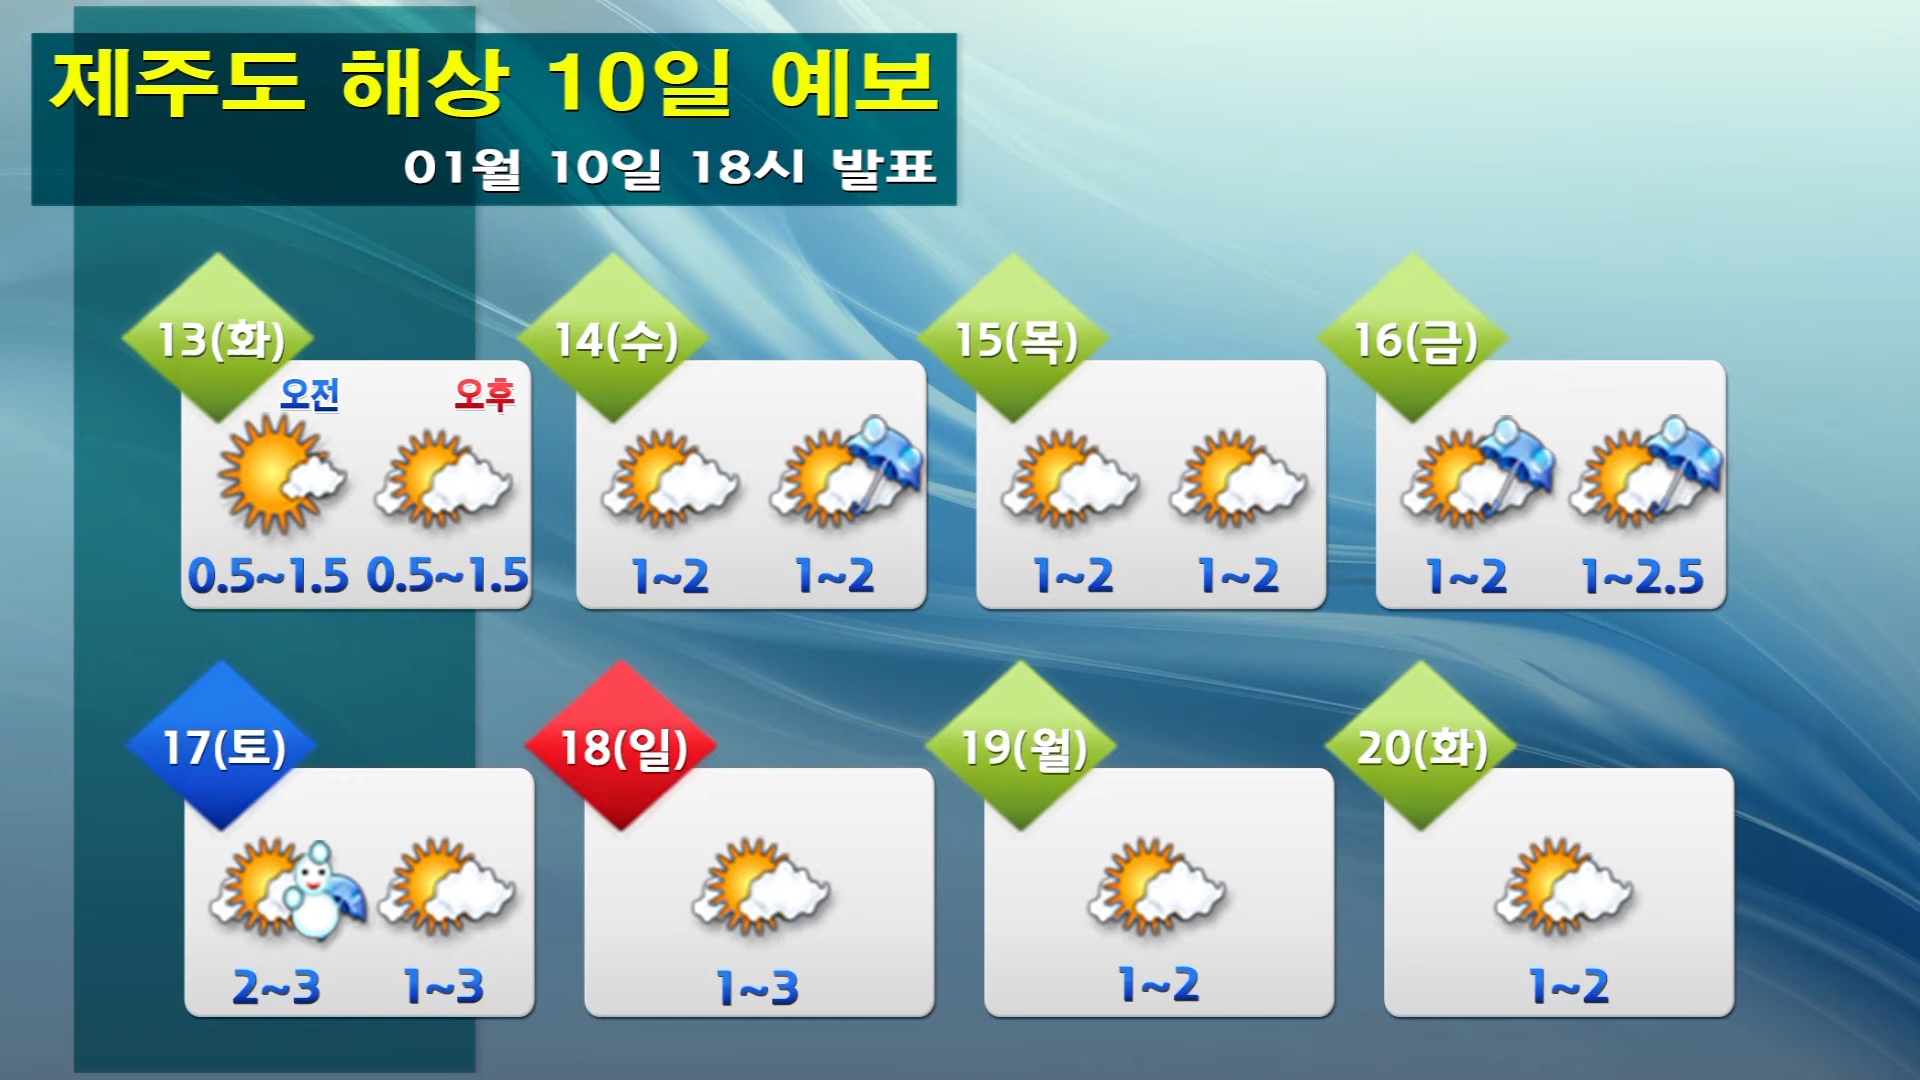 제주도 해상 10일 예보
01월 10일 18시 발표
13(화)
오전 오후
0.5~1.5 0.5~1.5
14(수)
1~2 1~2
15(목)
1~2 1~2
16(금)
1~2 1~2.5
17(토)
2~3 1~3
18(일)
1~3
19(월)
1~2
20(화)
1~2